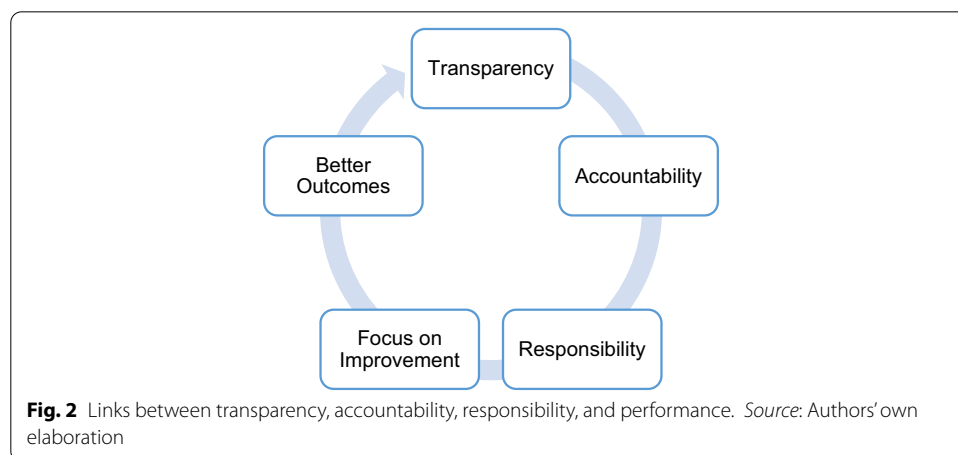 Transparency
Accountability
Responsibility
Focus on
Improvement
Better
Outcomes
Fig. 2 Links between transparency, accountability, responsibility, and performance. Source: Authors' own
elaboration